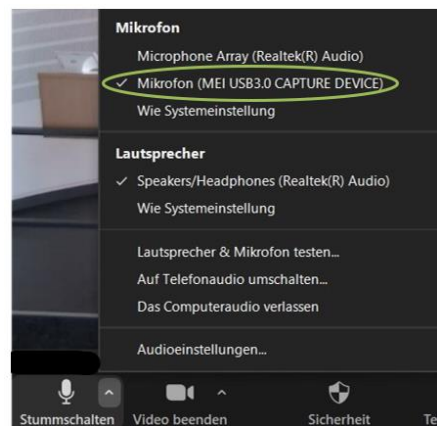 Mikrofon
Microphone Array (Realtek(R) Audio)
✓ Mikrofon (MEI USB3.0 CAPTURE DEVICE)
Wie Systemeinstellung
Lautsprecher
✓ Speakers/Headphones (Realtek(R) Audio)
Wie Systemeinstellung
Lautsprecher & Mikrofon testen...
Auf Telefonaudio umschalten...
Das Computeraudio verlassen
Audioeinstellungen...
Stummschalten Video beenden Sicherheit